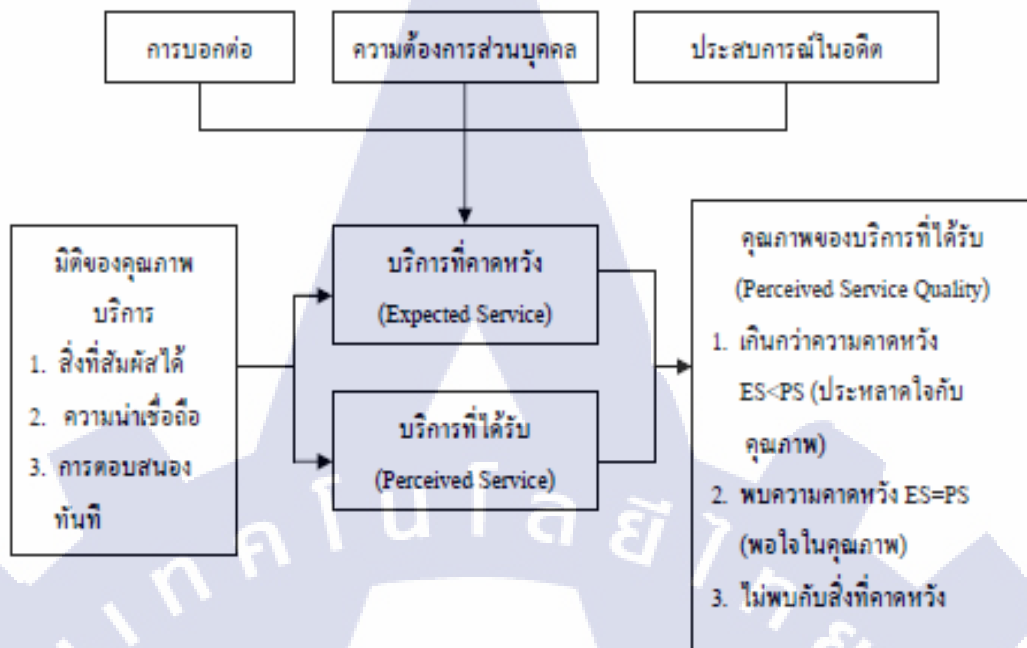 การบอกต่อ
ความต้องการส่วนบุคคล
ประสบการณ์ในอดีต
มิติของคุณภาพ
บริการ
1. สิ่งที่สัมผัสได้
2. ความน่าเชื่อถือ
3. การตอบสนอง
ทันที
บริการที่คาดหวัง
(Expected Service)
บริการที่ได้รับ
(Perceived Service)
คุณภาพของบริการที่ได้รับ
(Perceived Service Quality)
1. เกินกว่าความคาดหวัง
ES<PS (ประหลาดใจกับ
คุณภาพ)
2. พบความคาดหวัง ES=PS
(พอใจในคุณภาพ)
3. ไม่พบกับสิ่งที่คาดหวัง
เทคโนโลยีไทย